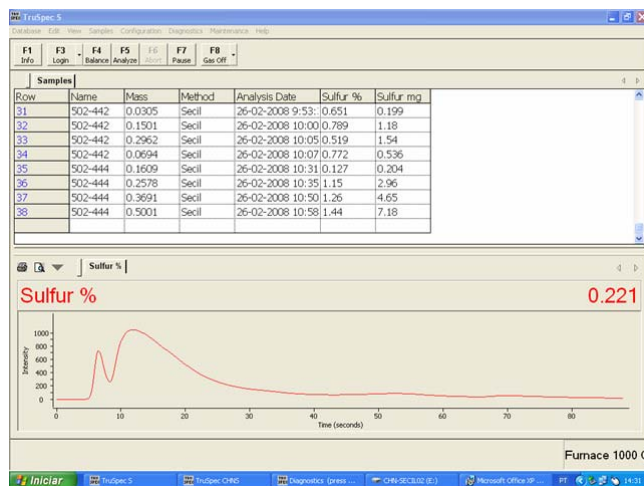 TruSpec S
Database Edit View Samples Configuration Diagnostics Maintenance Help
F1 F3 F4 F5 F6 F7 F8
Info Login Balance Analyze Abort Pause Gas Off
Samples
Row Name Mass Method Analysis Date Sulfur % Sulfur mg
31 502-442 0.0305 Secil 26-02-2008 9:53: 0.651 0.199
32 502-442 0.1501 Secil 26-02-2008 10:00 0.789 1.18
33 502-442 0.2962 Secil 26-02-2008 10:05 0.519 1.54
34 502-442 0.0694 Secil 26-02-2008 10:07 0.772 0.536
35 502-444 0.1609 Secil 26-02-2008 10:31 0.127 0.204
36 502-444 0.2578 Secil 26-02-2008 10:35 1.15 2.96
37 502-444 0.3691 Secil 26-02-2008 10:50 1.26 4.65
38 502-444 0.5001 Secil 26-02-2008 10:58 1.44 7.18
Sulfur %
Sulfur % 0.221
1000
800
600
400
200
0
Intensity
0 10 20 30 40 50 60 70 80
Time (seconds)
Furnace 1000 C
Iniciar TruSpec S TruSpec CHNS Diagnostics (press ... CHN-SECIL02 (E:) Microsoft Office XP ... PT 14:31